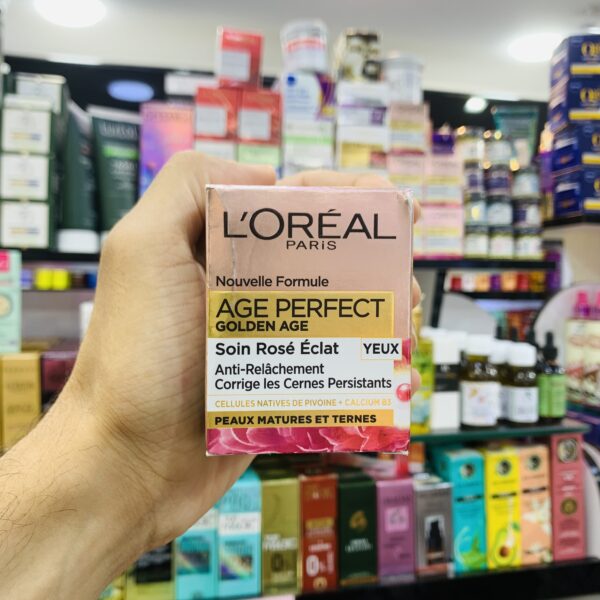 L'ORÉAL
PARIS
Nouvelle Formule
AGE PERFECT
GOLDEN AGE
Soin Rosé Éclat YEUX
Anti-Relâchement
Corrige les Cernes Persistants
CELLULES NATIVES DE PIVOINE + CALCIUM B3
PEAUX MATURES ET TERNES